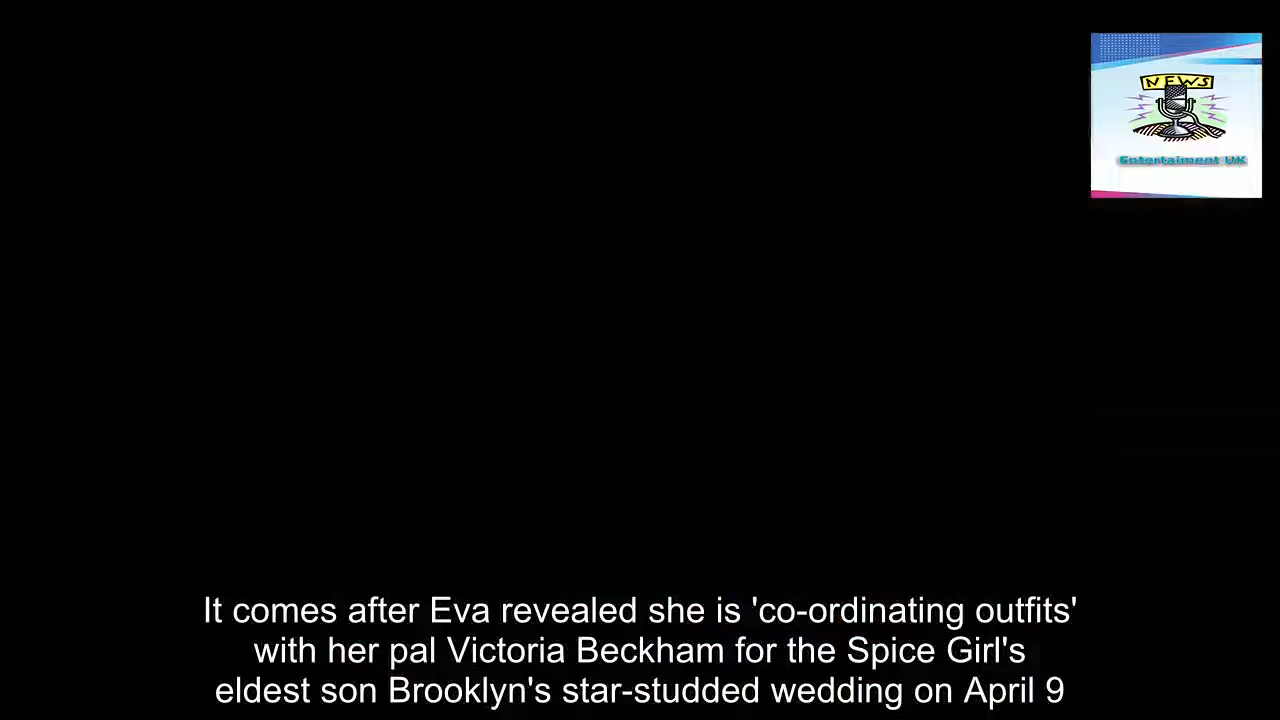 NEWS
Entertaiment UK
It comes after Eva revealed she is 'co-ordinating outfits'
with her pal Victoria Beckham for the Spice Girl's
eldest son Brooklyn's star-studded wedding on April 9